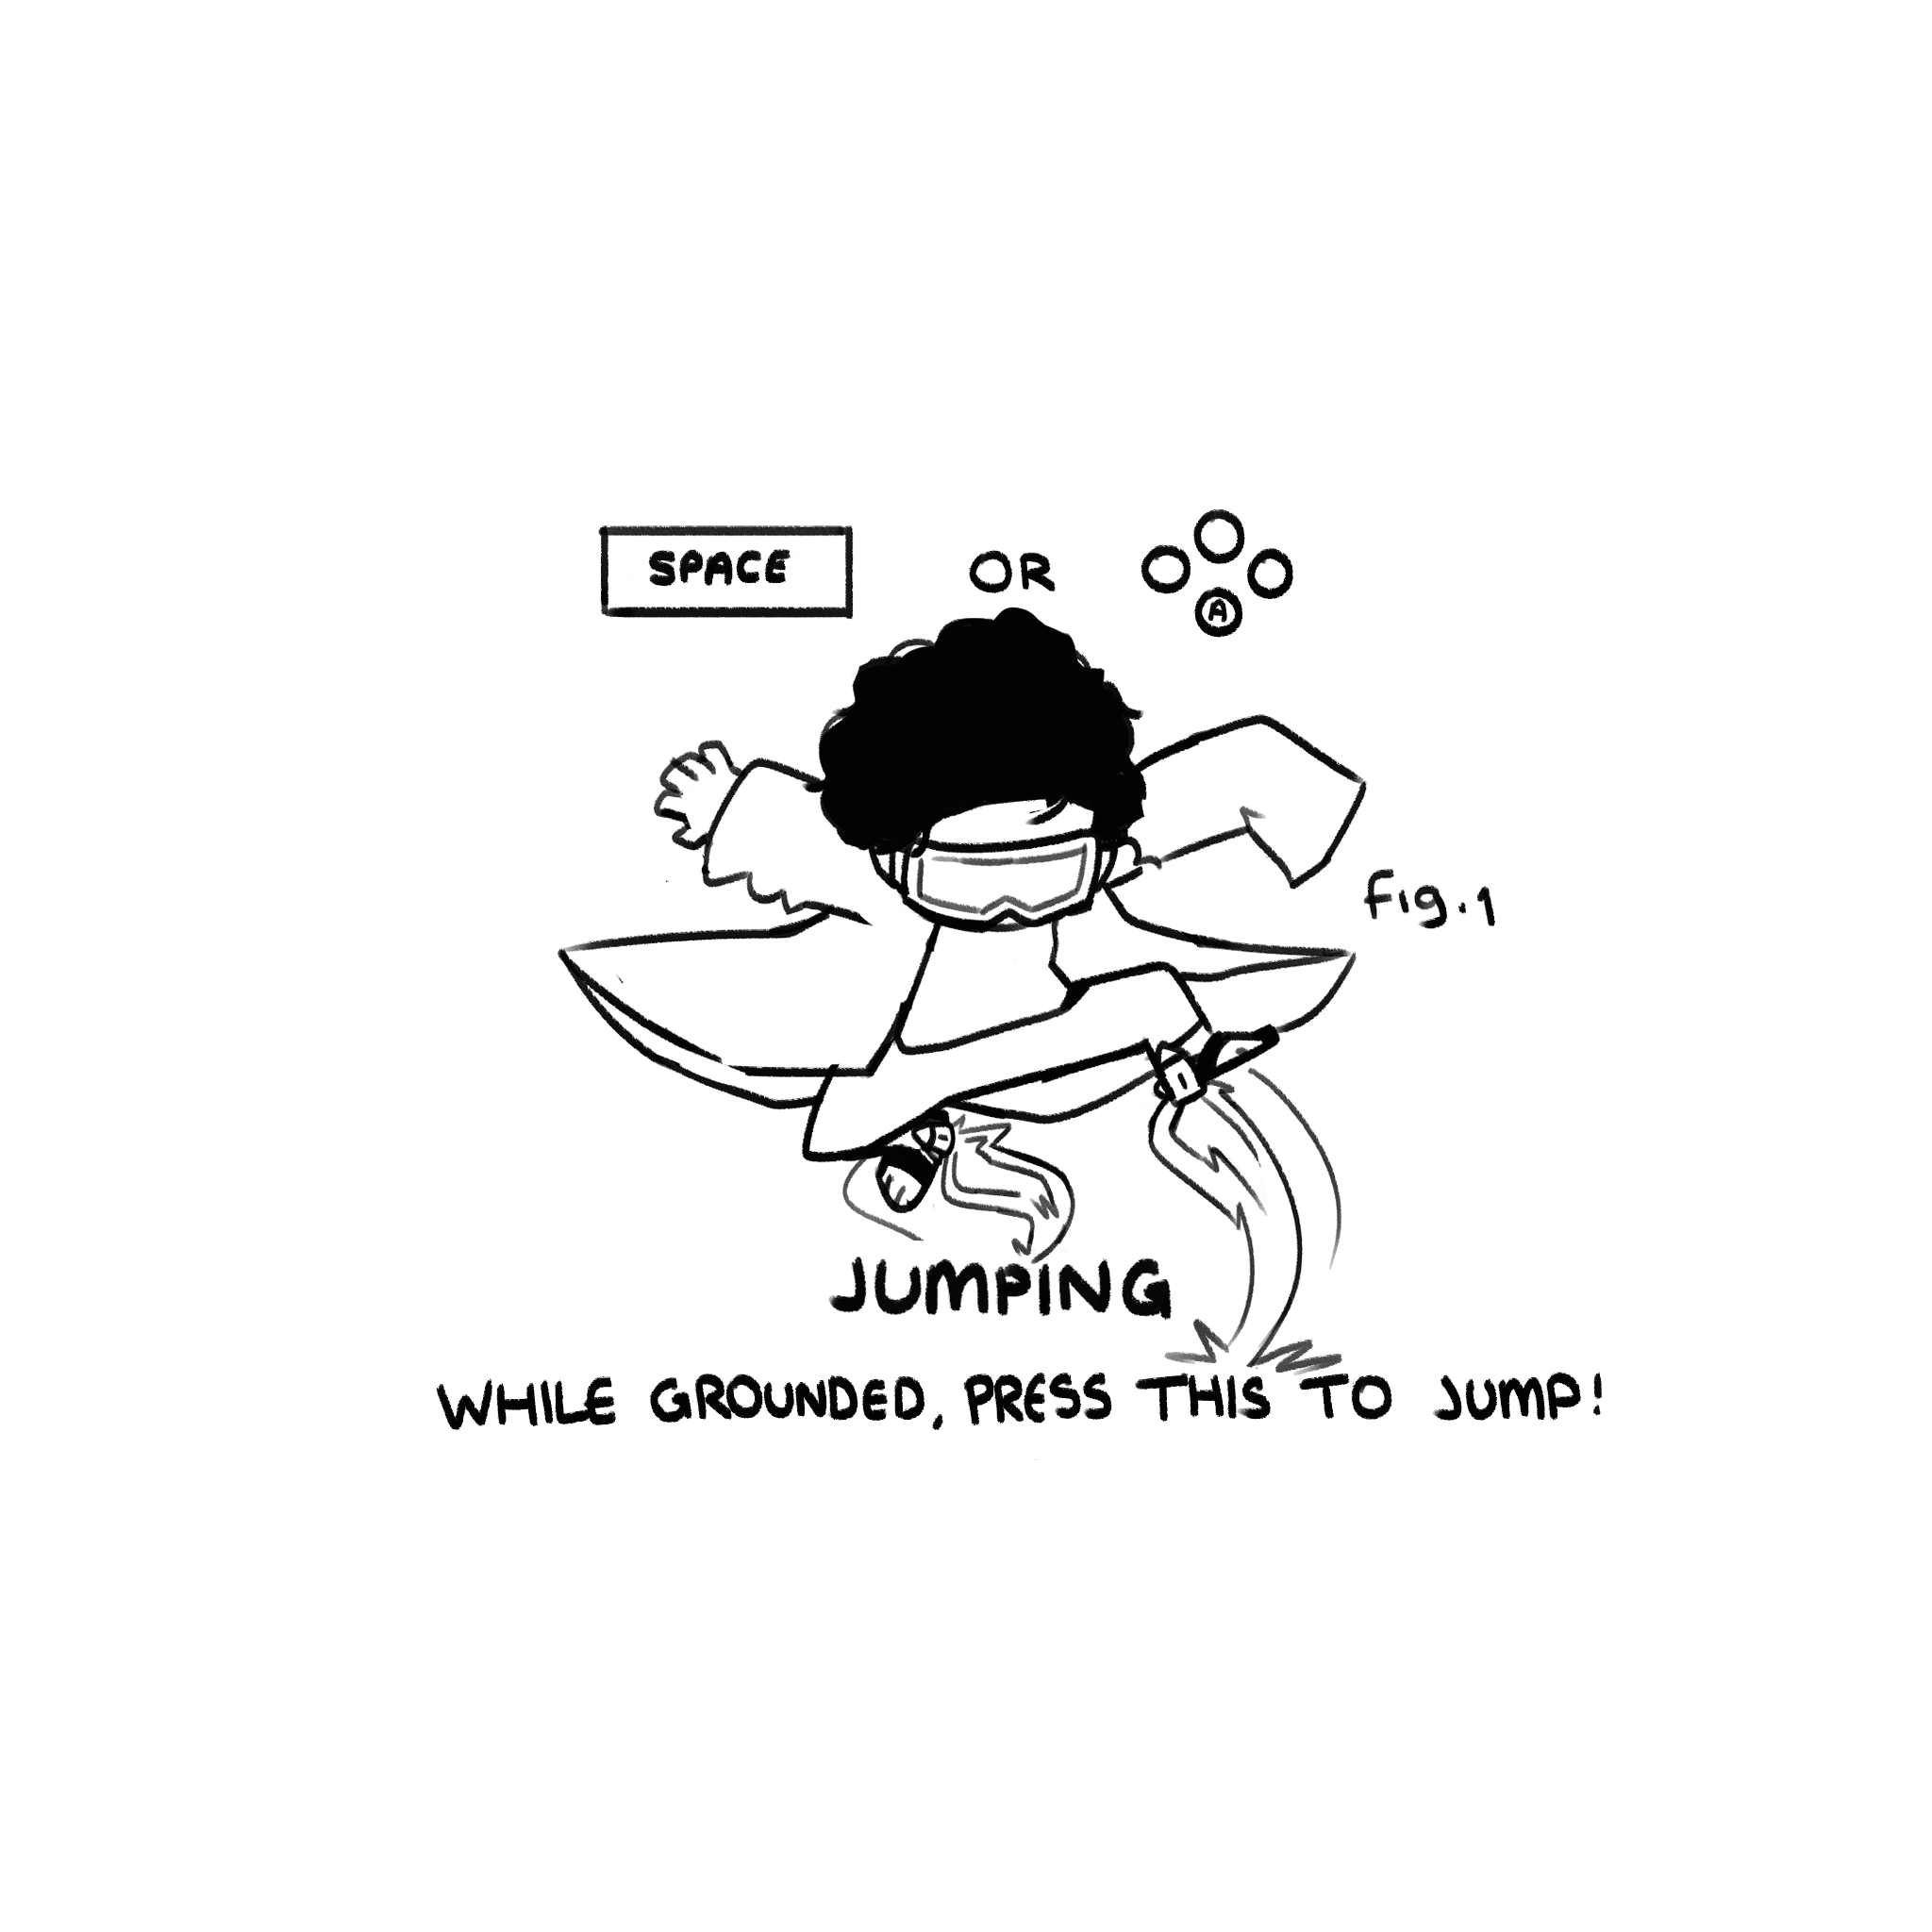 SPACE OR
A
fig.1
JUMPING
WHILE GROUNDED, PRESS THIS TO JUMP!